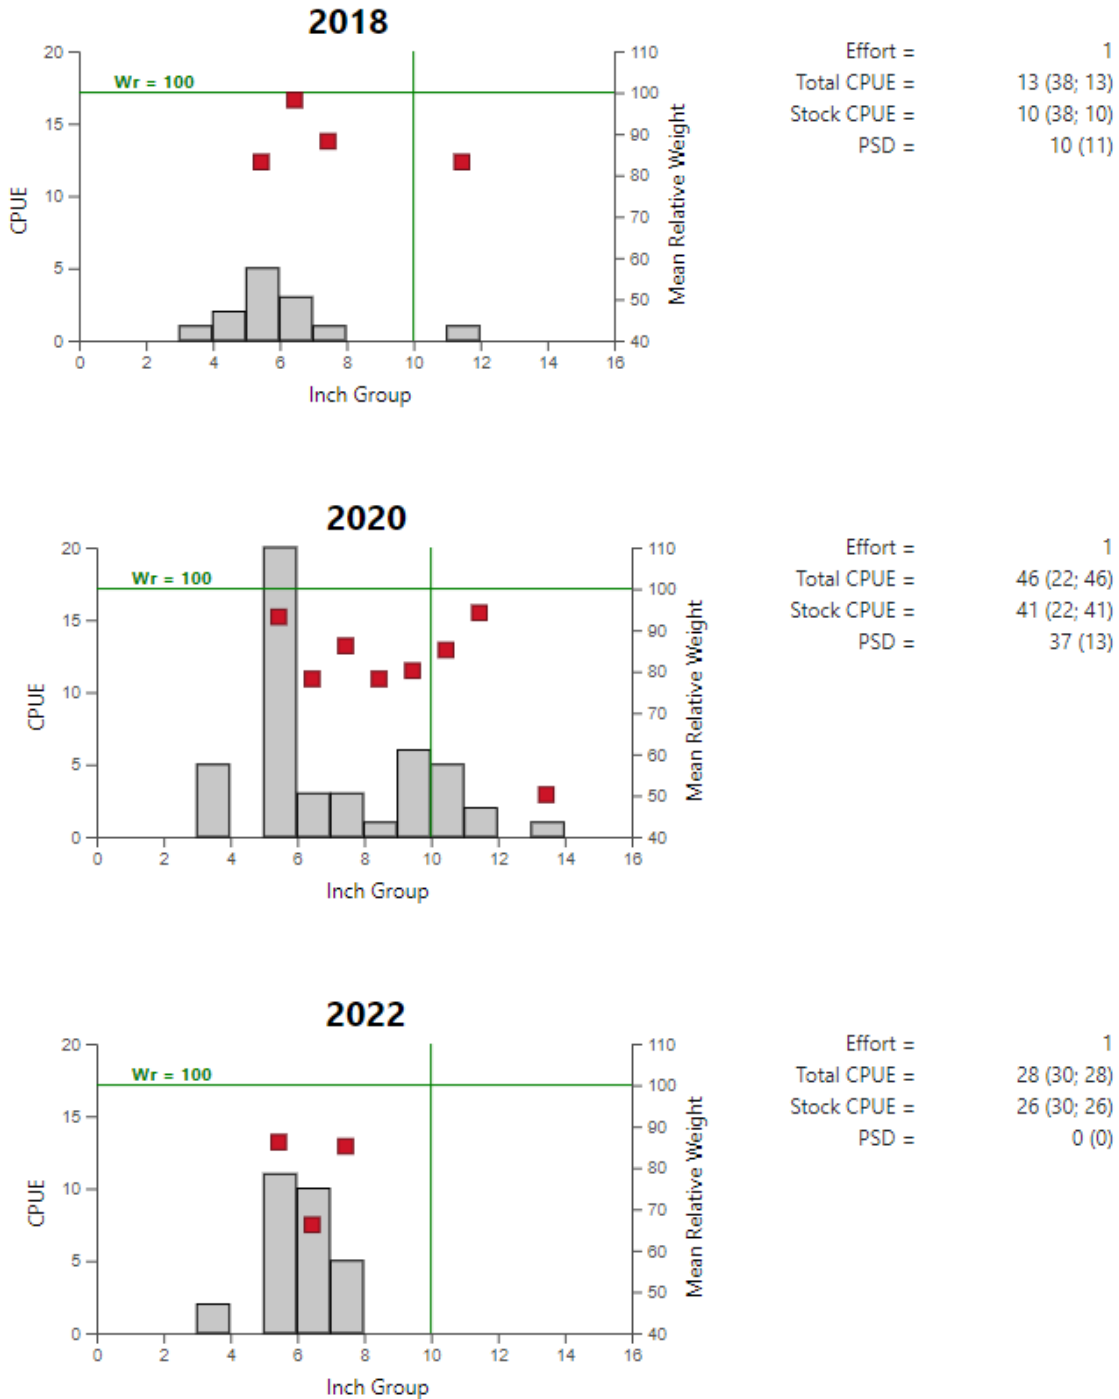 2018
20
15
10
5
0
CPUE
Wr = 100
110
100
90
80
70
60
50
40
Mean Relative Weight
0 2 4 6 8 10 12 14 16
Inch Group
Effort = 1
Total CPUE = 13 (38; 13)
Stock CPUE = 10 (38; 10)
PSD = 10 (11)
2020
20
15
10
5
0
CPUE
Wr = 100
110
100
90
80
70
60
50
40
Mean Relative Weight
0 2 4 6 8 10 12 14 16
Inch Group
Effort = 1
Total CPUE = 46 (22; 46)
Stock CPUE = 41 (22; 41)
PSD = 37 (13)
2022
20
15
10
5
0
CPUE
Wr = 100
110
100
90
80
70
60
50
40
Mean Relative Weight
0 2 4 6 8 10 12 14 16
Inch Group
Effort = 1
Total CPUE = 28 (30; 28)
Stock CPUE = 26 (30; 26)
PSD = 0 (0)